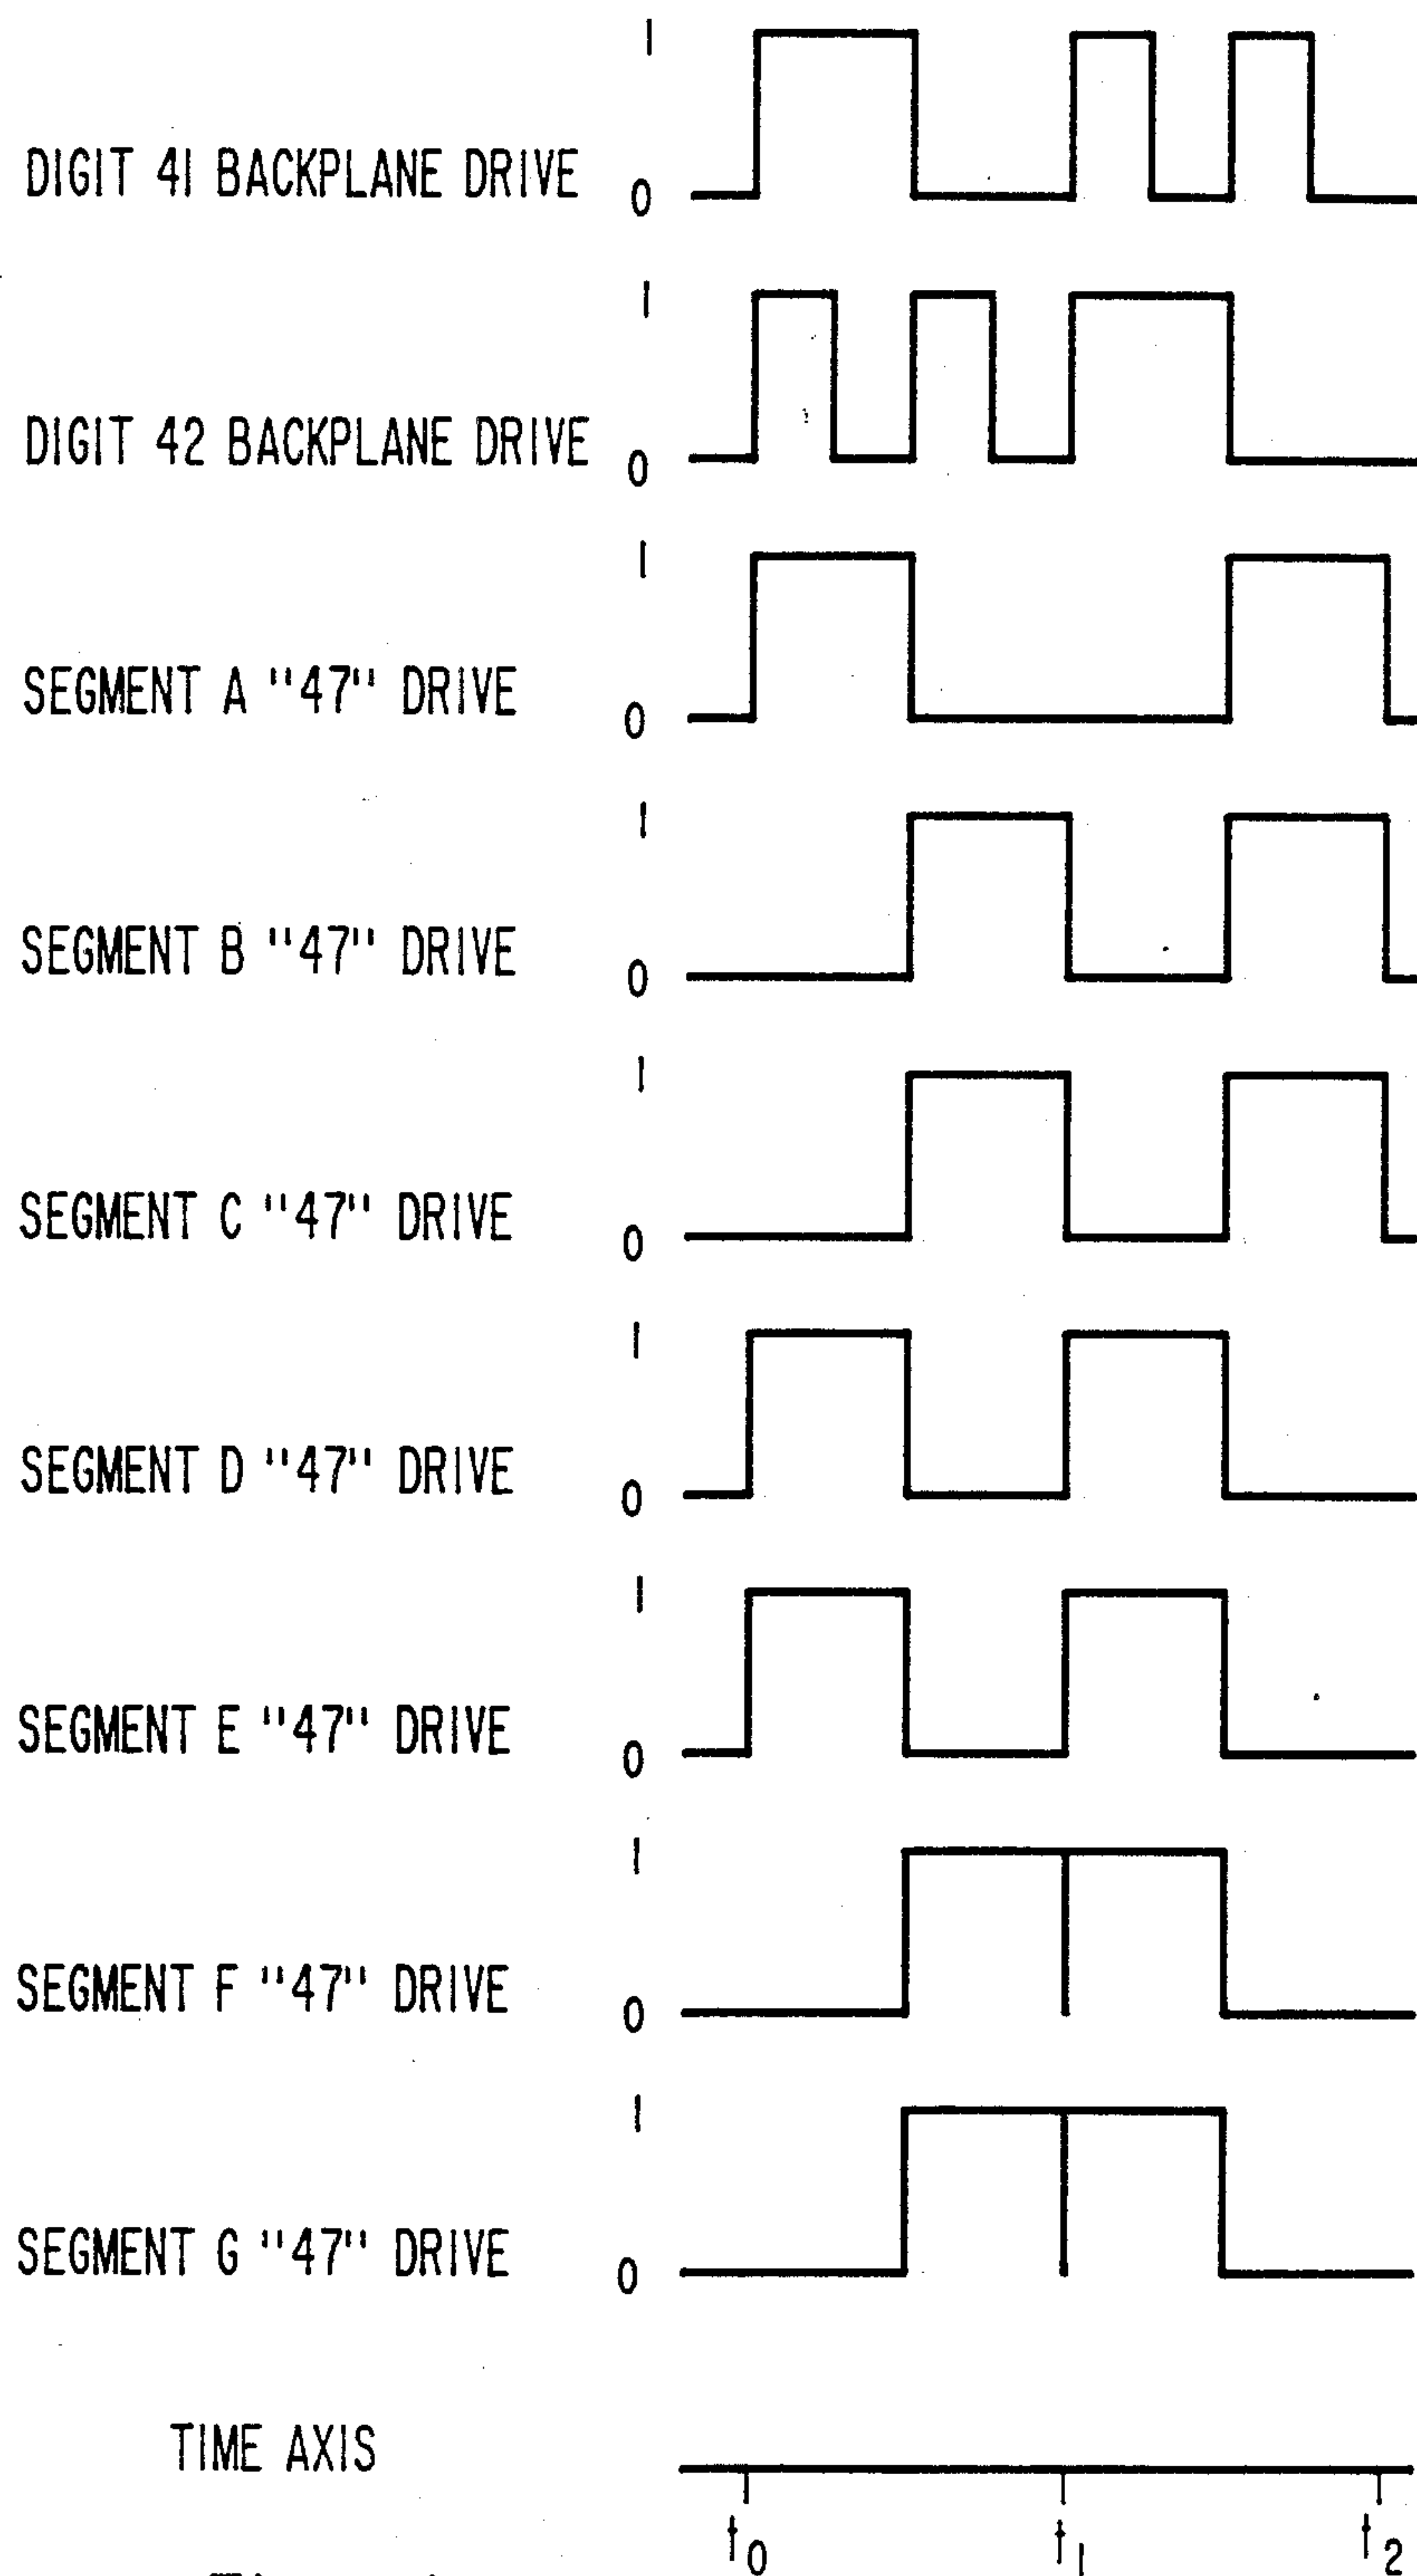 1
DIGIT 41 BACKPLANE DRIVE 0
1
DIGIT 42 BACKPLANE DRIVE 0
1
SEGMENT A "47" DRIVE 0
1
SEGMENT B "47" DRIVE 0
1
SEGMENT C "47" DRIVE 0
1
SEGMENT D "47" DRIVE 0
1
SEGMENT E "47" DRIVE 0
1
SEGMENT F "47" DRIVE 0
1
SEGMENT G "47" DRIVE 0
TIME AXIS
t0 t1 t2